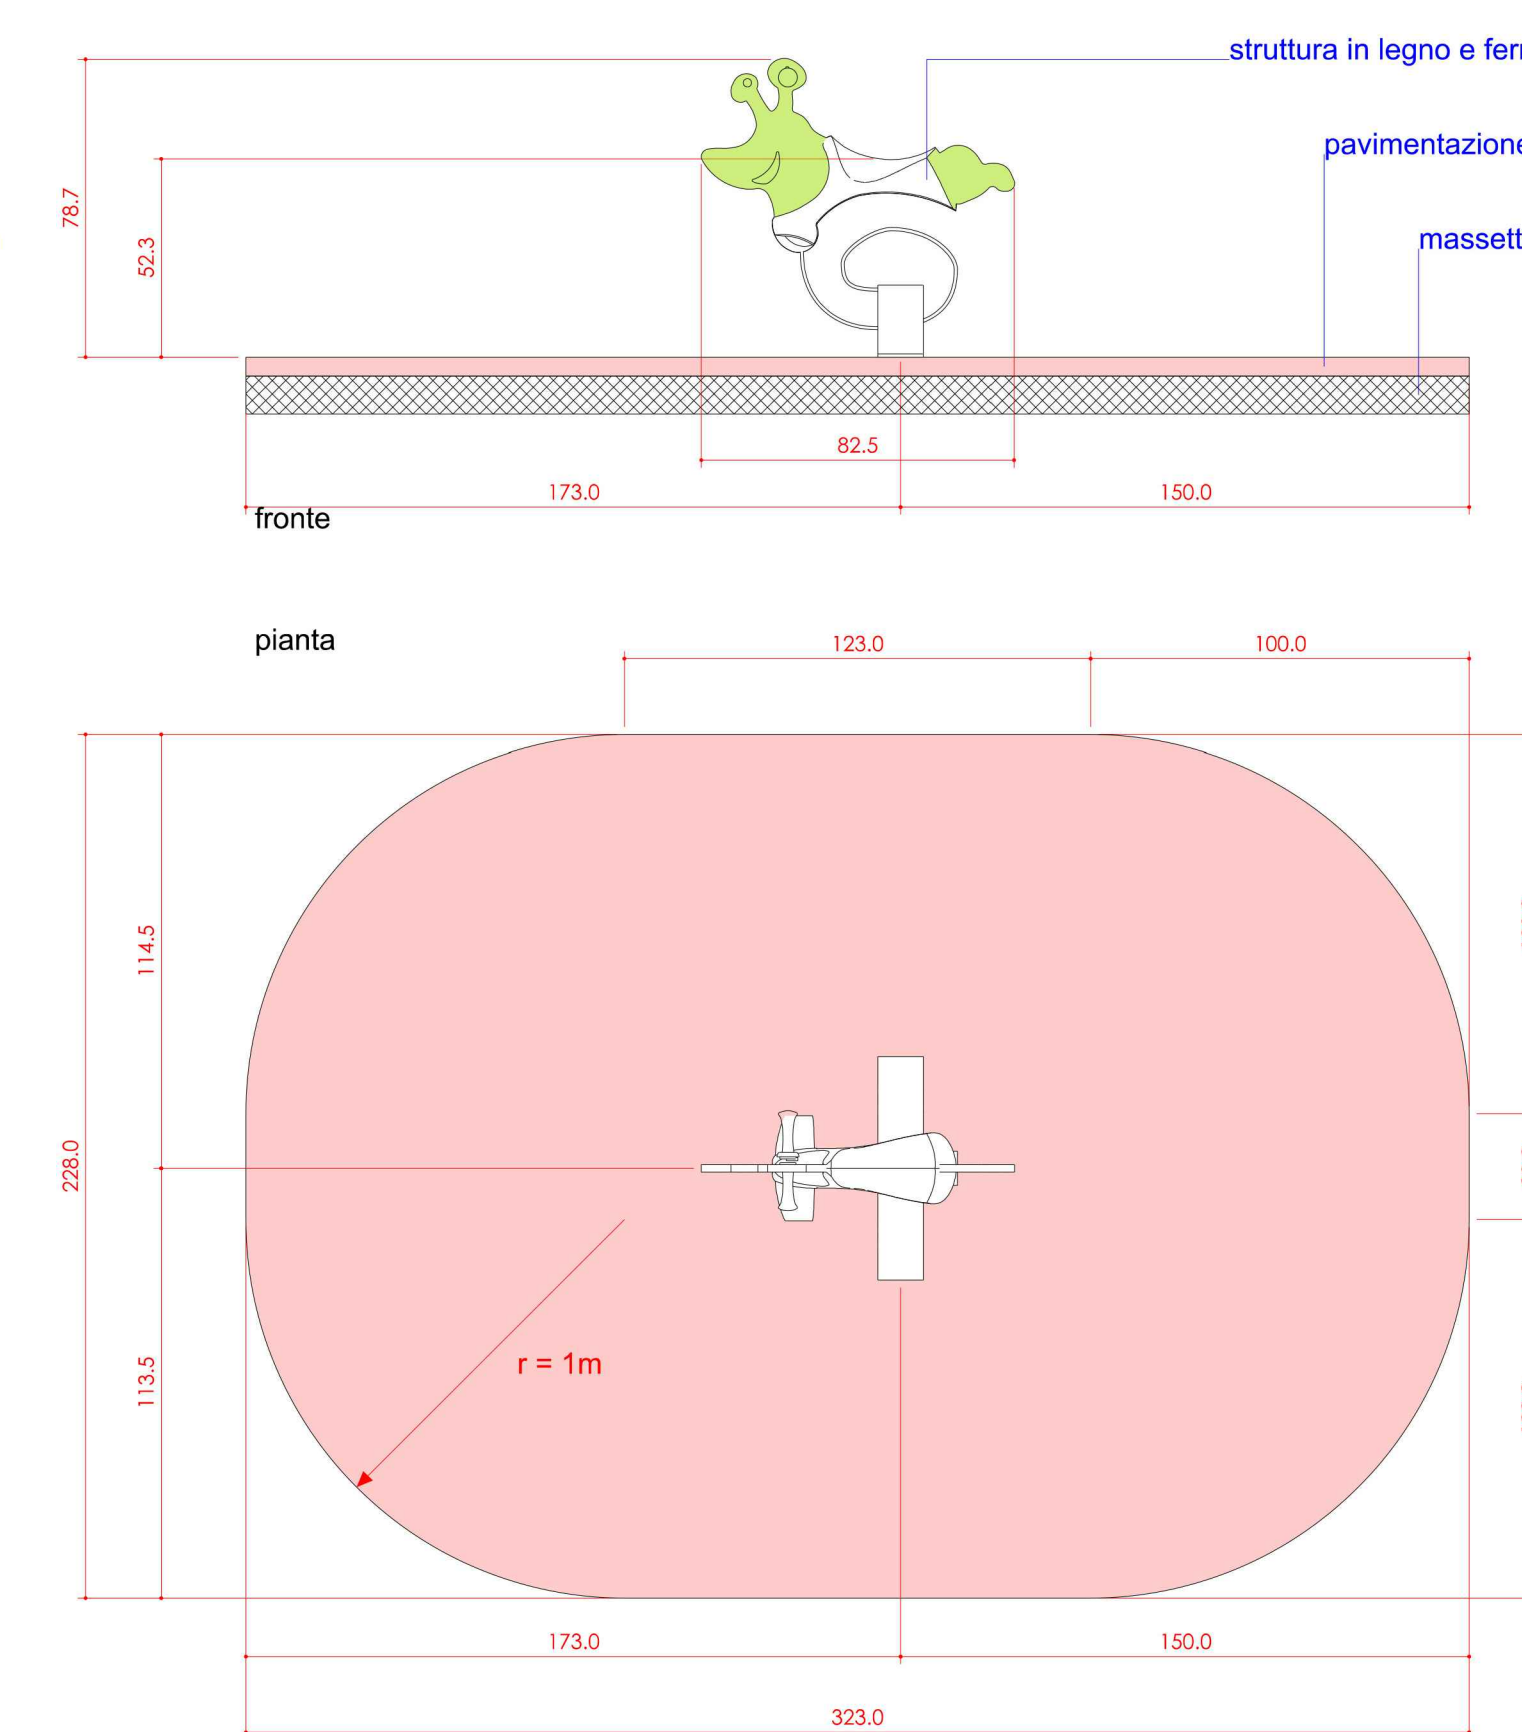 struttura in legno e ferr
pavimentazione
massett
78.7
52.3
82.5
173.0
150.0
fronte
pianta
123.0
100.0
114.5
228.0
113.5
r = 1m
173.0
150.0
323.0